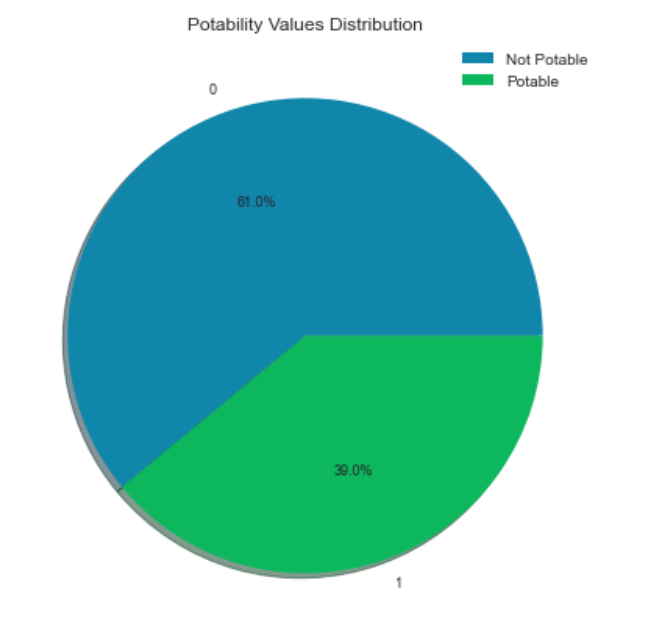 Potability Values Distribution
Not Potable
Potable
0
61.0%
39.0%
1